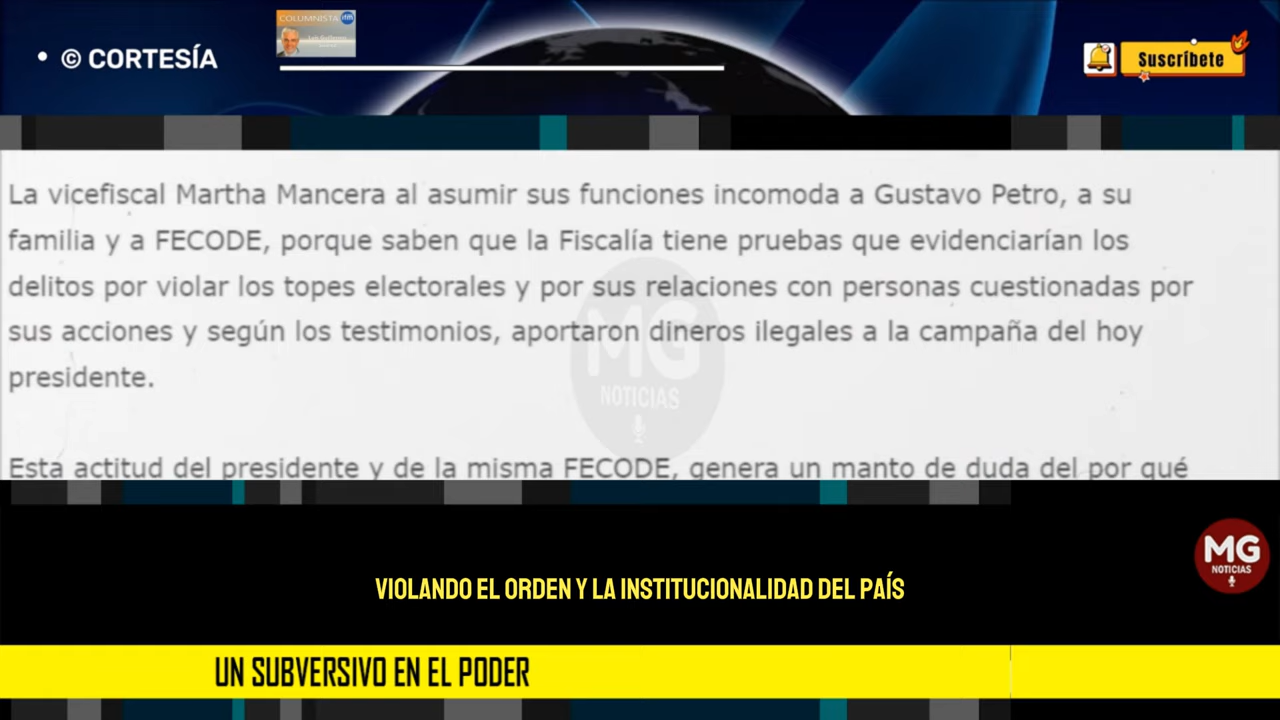 • © CORTESÍA
COLUMNISTA ifm
Suscríbete
La vicefiscal Martha Mancera al asumir sus funciones incomoda a Gustavo Petro, a su
familia y a FECODE, porque saben que la Fiscalía tiene pruebas que evidenciarían los
delitos por violar los topes electorales y por sus relaciones con personas cuestionadas por
sus acciones y según los testimonios, aportaron dineros ilegales a la campaña del hoy
presidente.
MG
NOTICIAS
Esta actitud del presidente y de la misma FECODE, genera un manto de duda del por qué
MG
NOTICIAS
VIOLANDO EL ORDEN Y LA INSTITUCIONALIDAD DEL PAÍS
UN SUBVERSIVO EN EL PODER